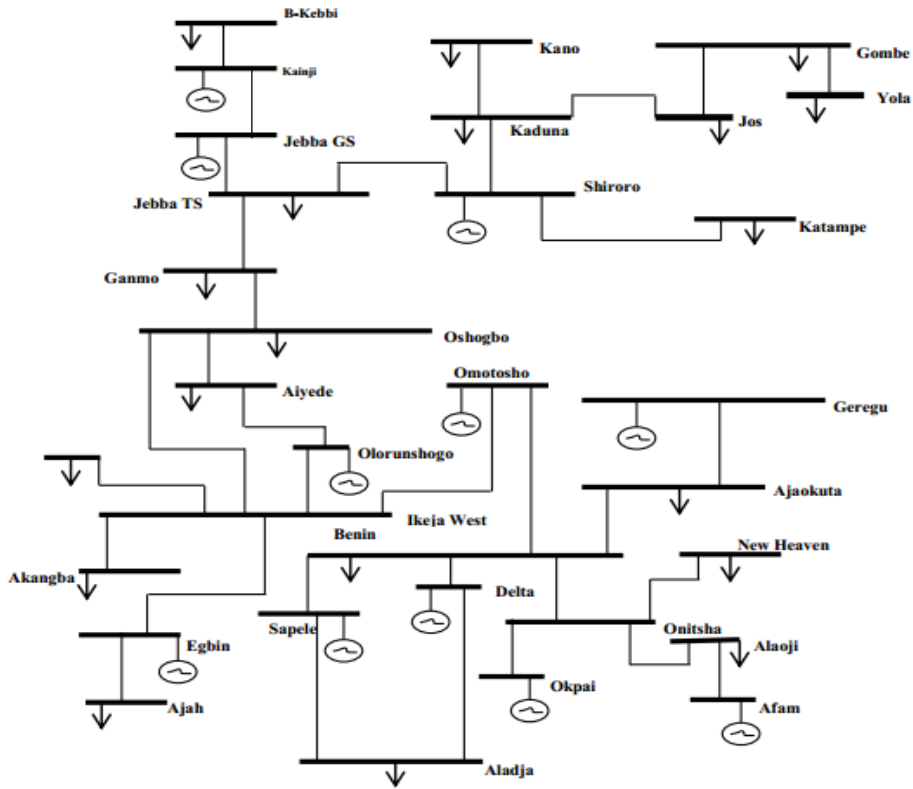 B-Kebbi
Kano
Gombe
Kainji
Yola
Kaduna
Jos
Jebba GS
Shiroro
Jebba TS
Katampe
Ganmo
Oshogbo
Omotosho
Aiyede
Geregu
Olorunshogo
Ajaokuta
Ikeja West
Benin
New Heaven
Akangba
Delta
Sapele
Onitsha
Egbin
Alaoji
Okpai
Ajah
Afam
Aladja